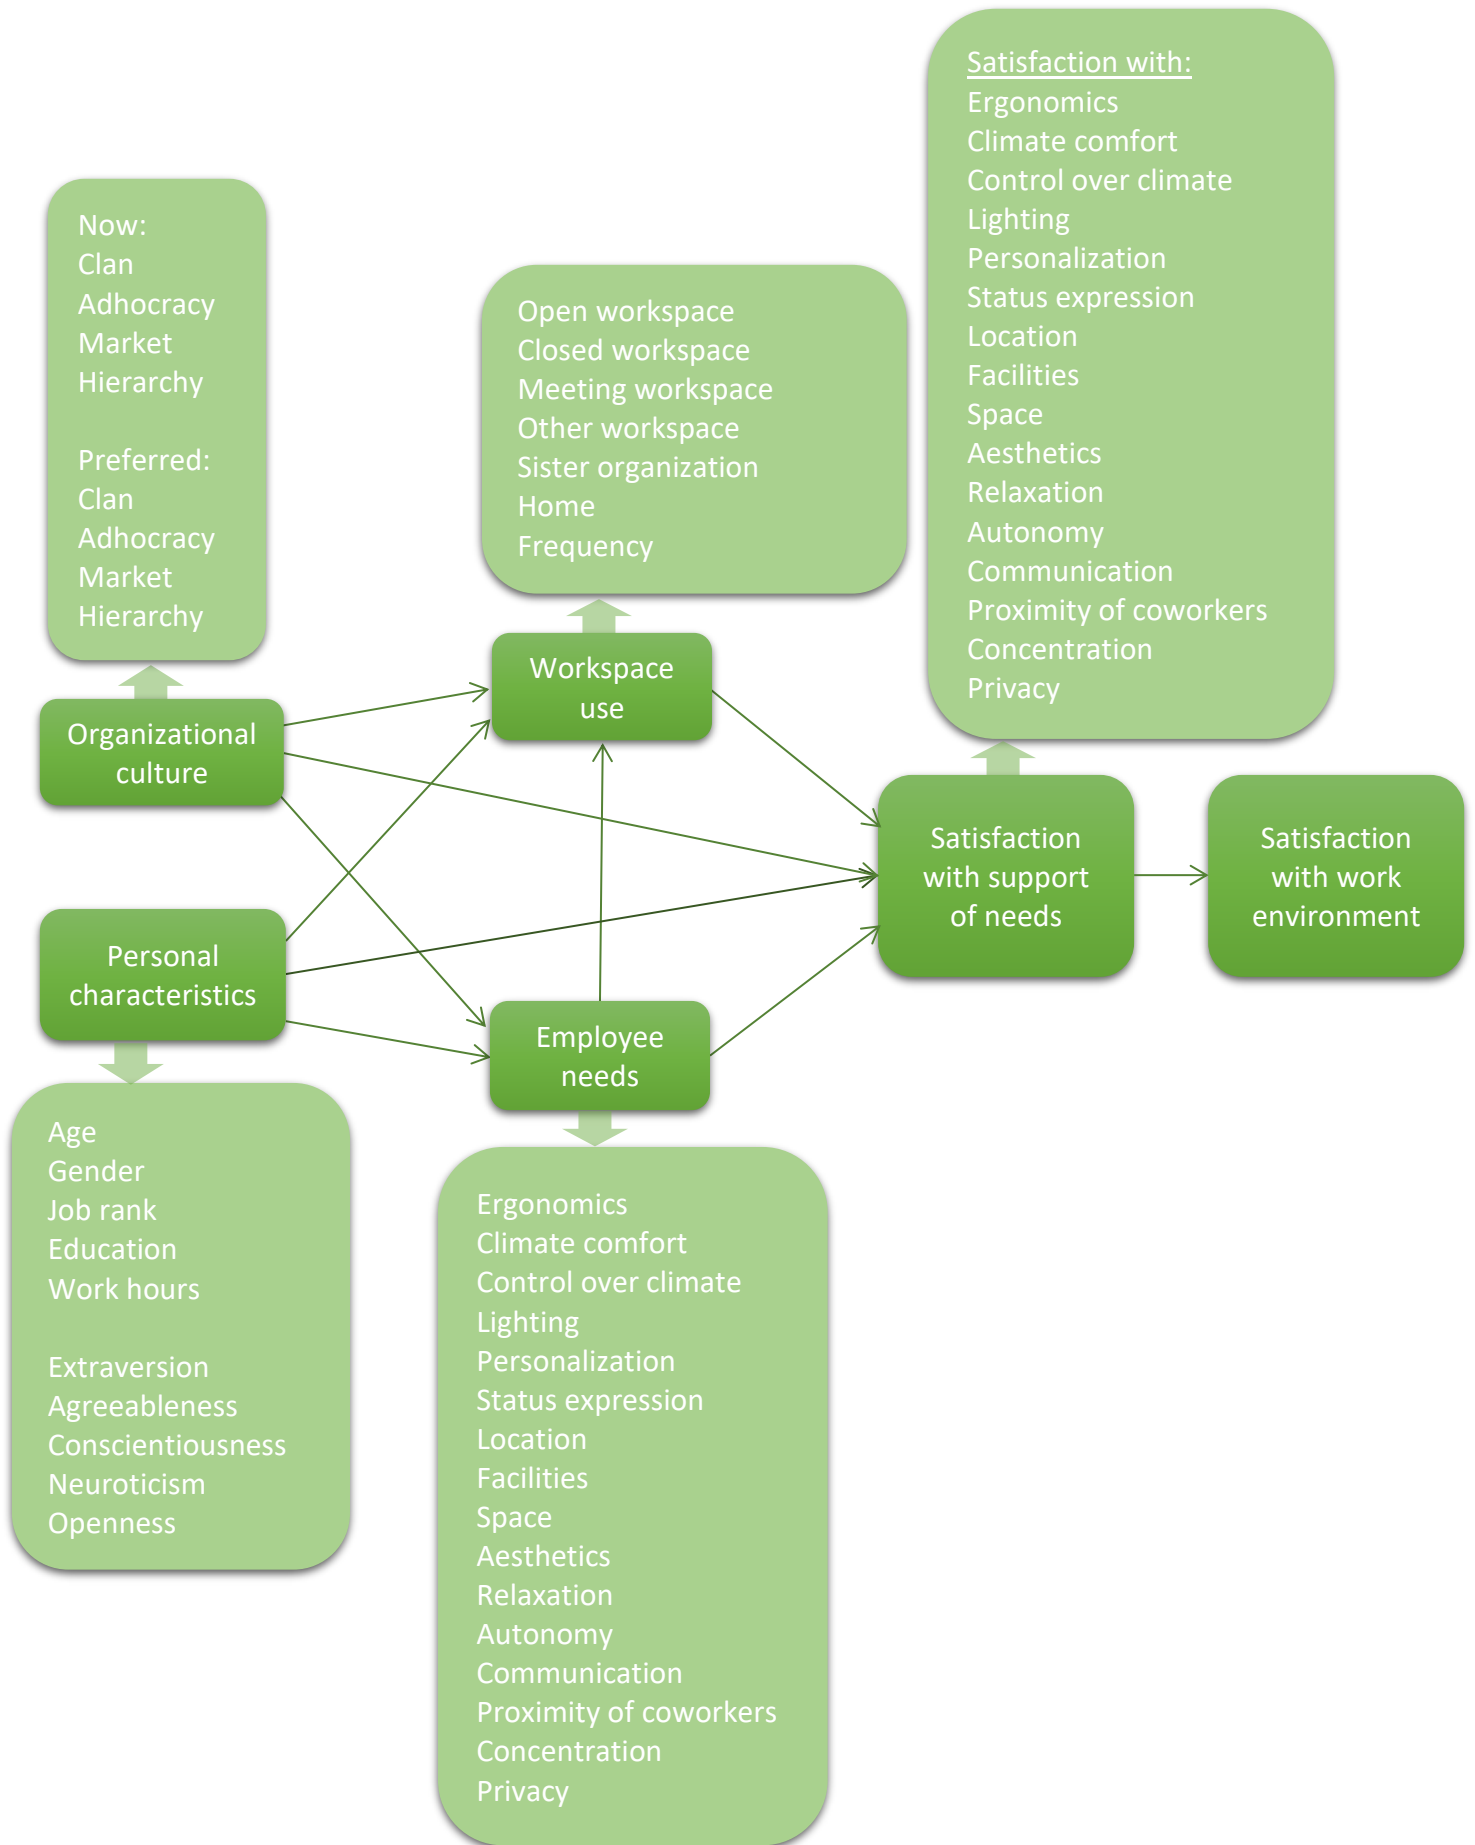 Now:
Clan
Adhocracy
Market
Hierarchy
Preferred:
Clan
Adhocracy
Market
Hierarchy
Organizational
culture
Personal
characteristics
Age
Gender
Job rank
Education
Work hours
Extraversion
Agreeableness
Conscientiousness
Neuroticism
Openness
Open workspace
Closed workspace
Meeting workspace
Other workspace
Sister organization
Home
Frequency
Workspace
use
Employee
needs
Ergonomics
Climate comfort
Control over climate
Lighting
Personalization
Status expression
Location
Facilities
Space
Aesthetics
Relaxation
Autonomy
Communication
Proximity of coworkers
Concentration
Privacy
Satisfaction with:
Ergonomics
Climate comfort
Control over climate
Lighting
Personalization
Status expression
Location
Facilities
Space
Aesthetics
Relaxation
Autonomy
Communication
Proximity of coworkers
Concentration
Privacy
Satisfaction
with support
of needs
Satisfaction
with work
environment